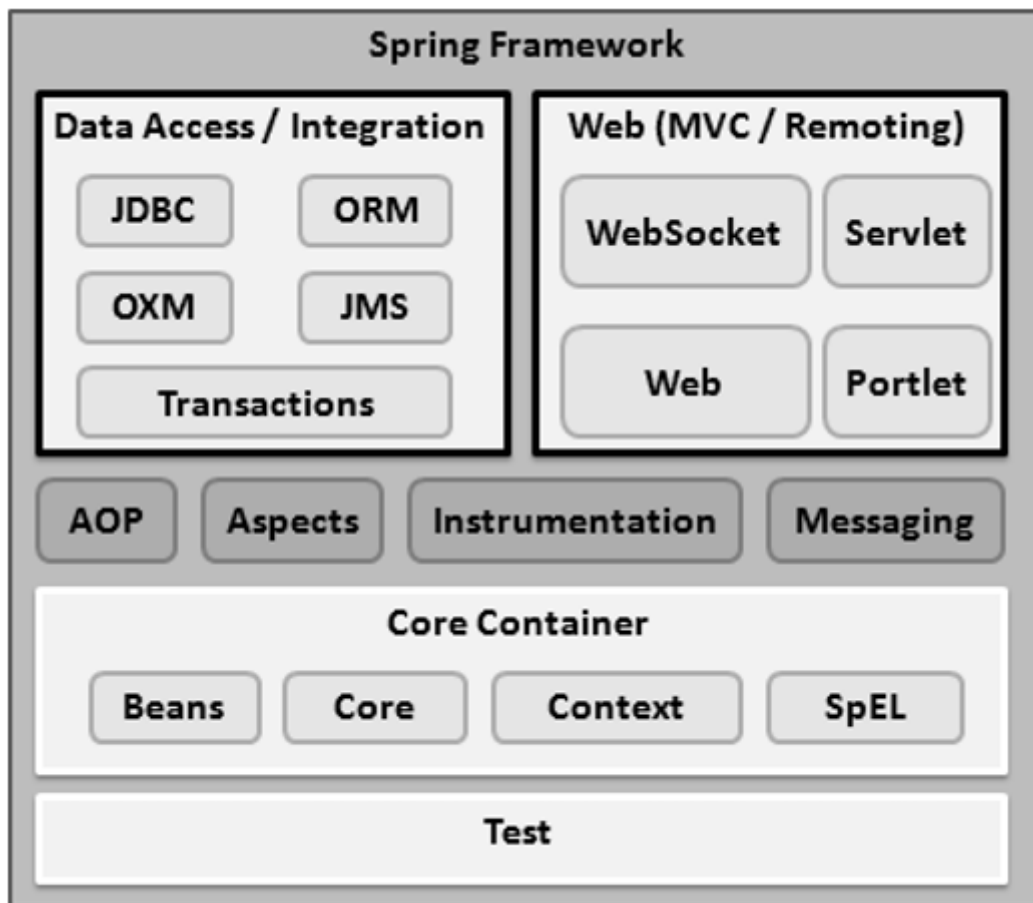 Spring Framework
Data Access / Integration
JDBC
ORM
OXM
JMS
Transactions
Web (MVC / Remoting)
WebSocket
Servlet
Web
Portlet
AOP
Aspects
Instrumentation
Messaging
Core Container
Beans
Core
Context
SpEL
Test